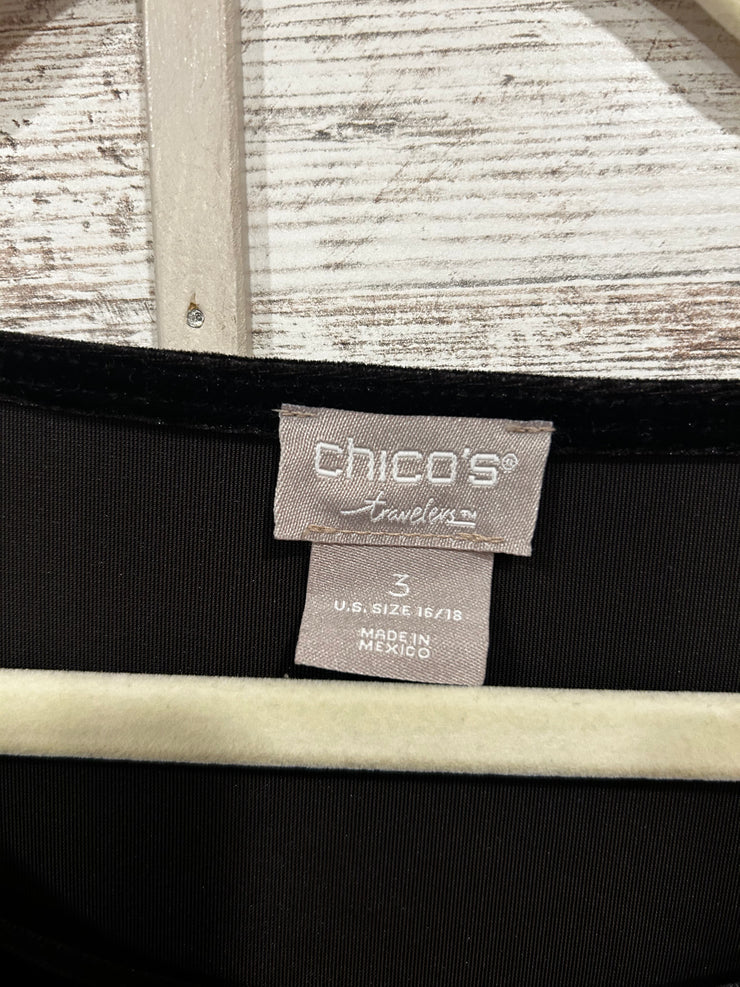 chico's®
travelers™
3
U.S. SIZE 16/18
MADE IN
MEXICO